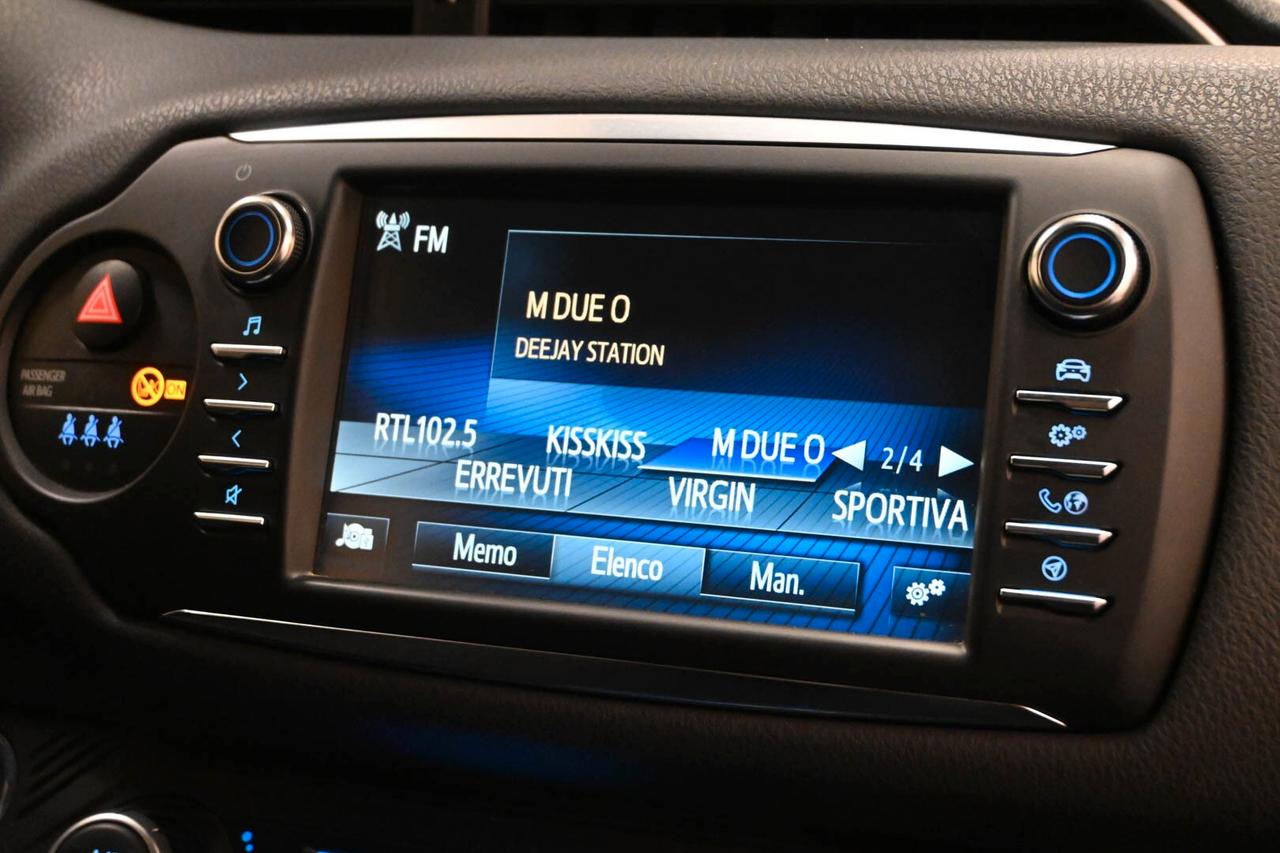 FM
M DUE O
DEEJAY STATION
RTL102.5 KISSKISS M DUE O 2/4
ERREVUTI VIRGIN SPORTIVA
Memo Elenco Man.
PASSENGER
AIR BAG
ON